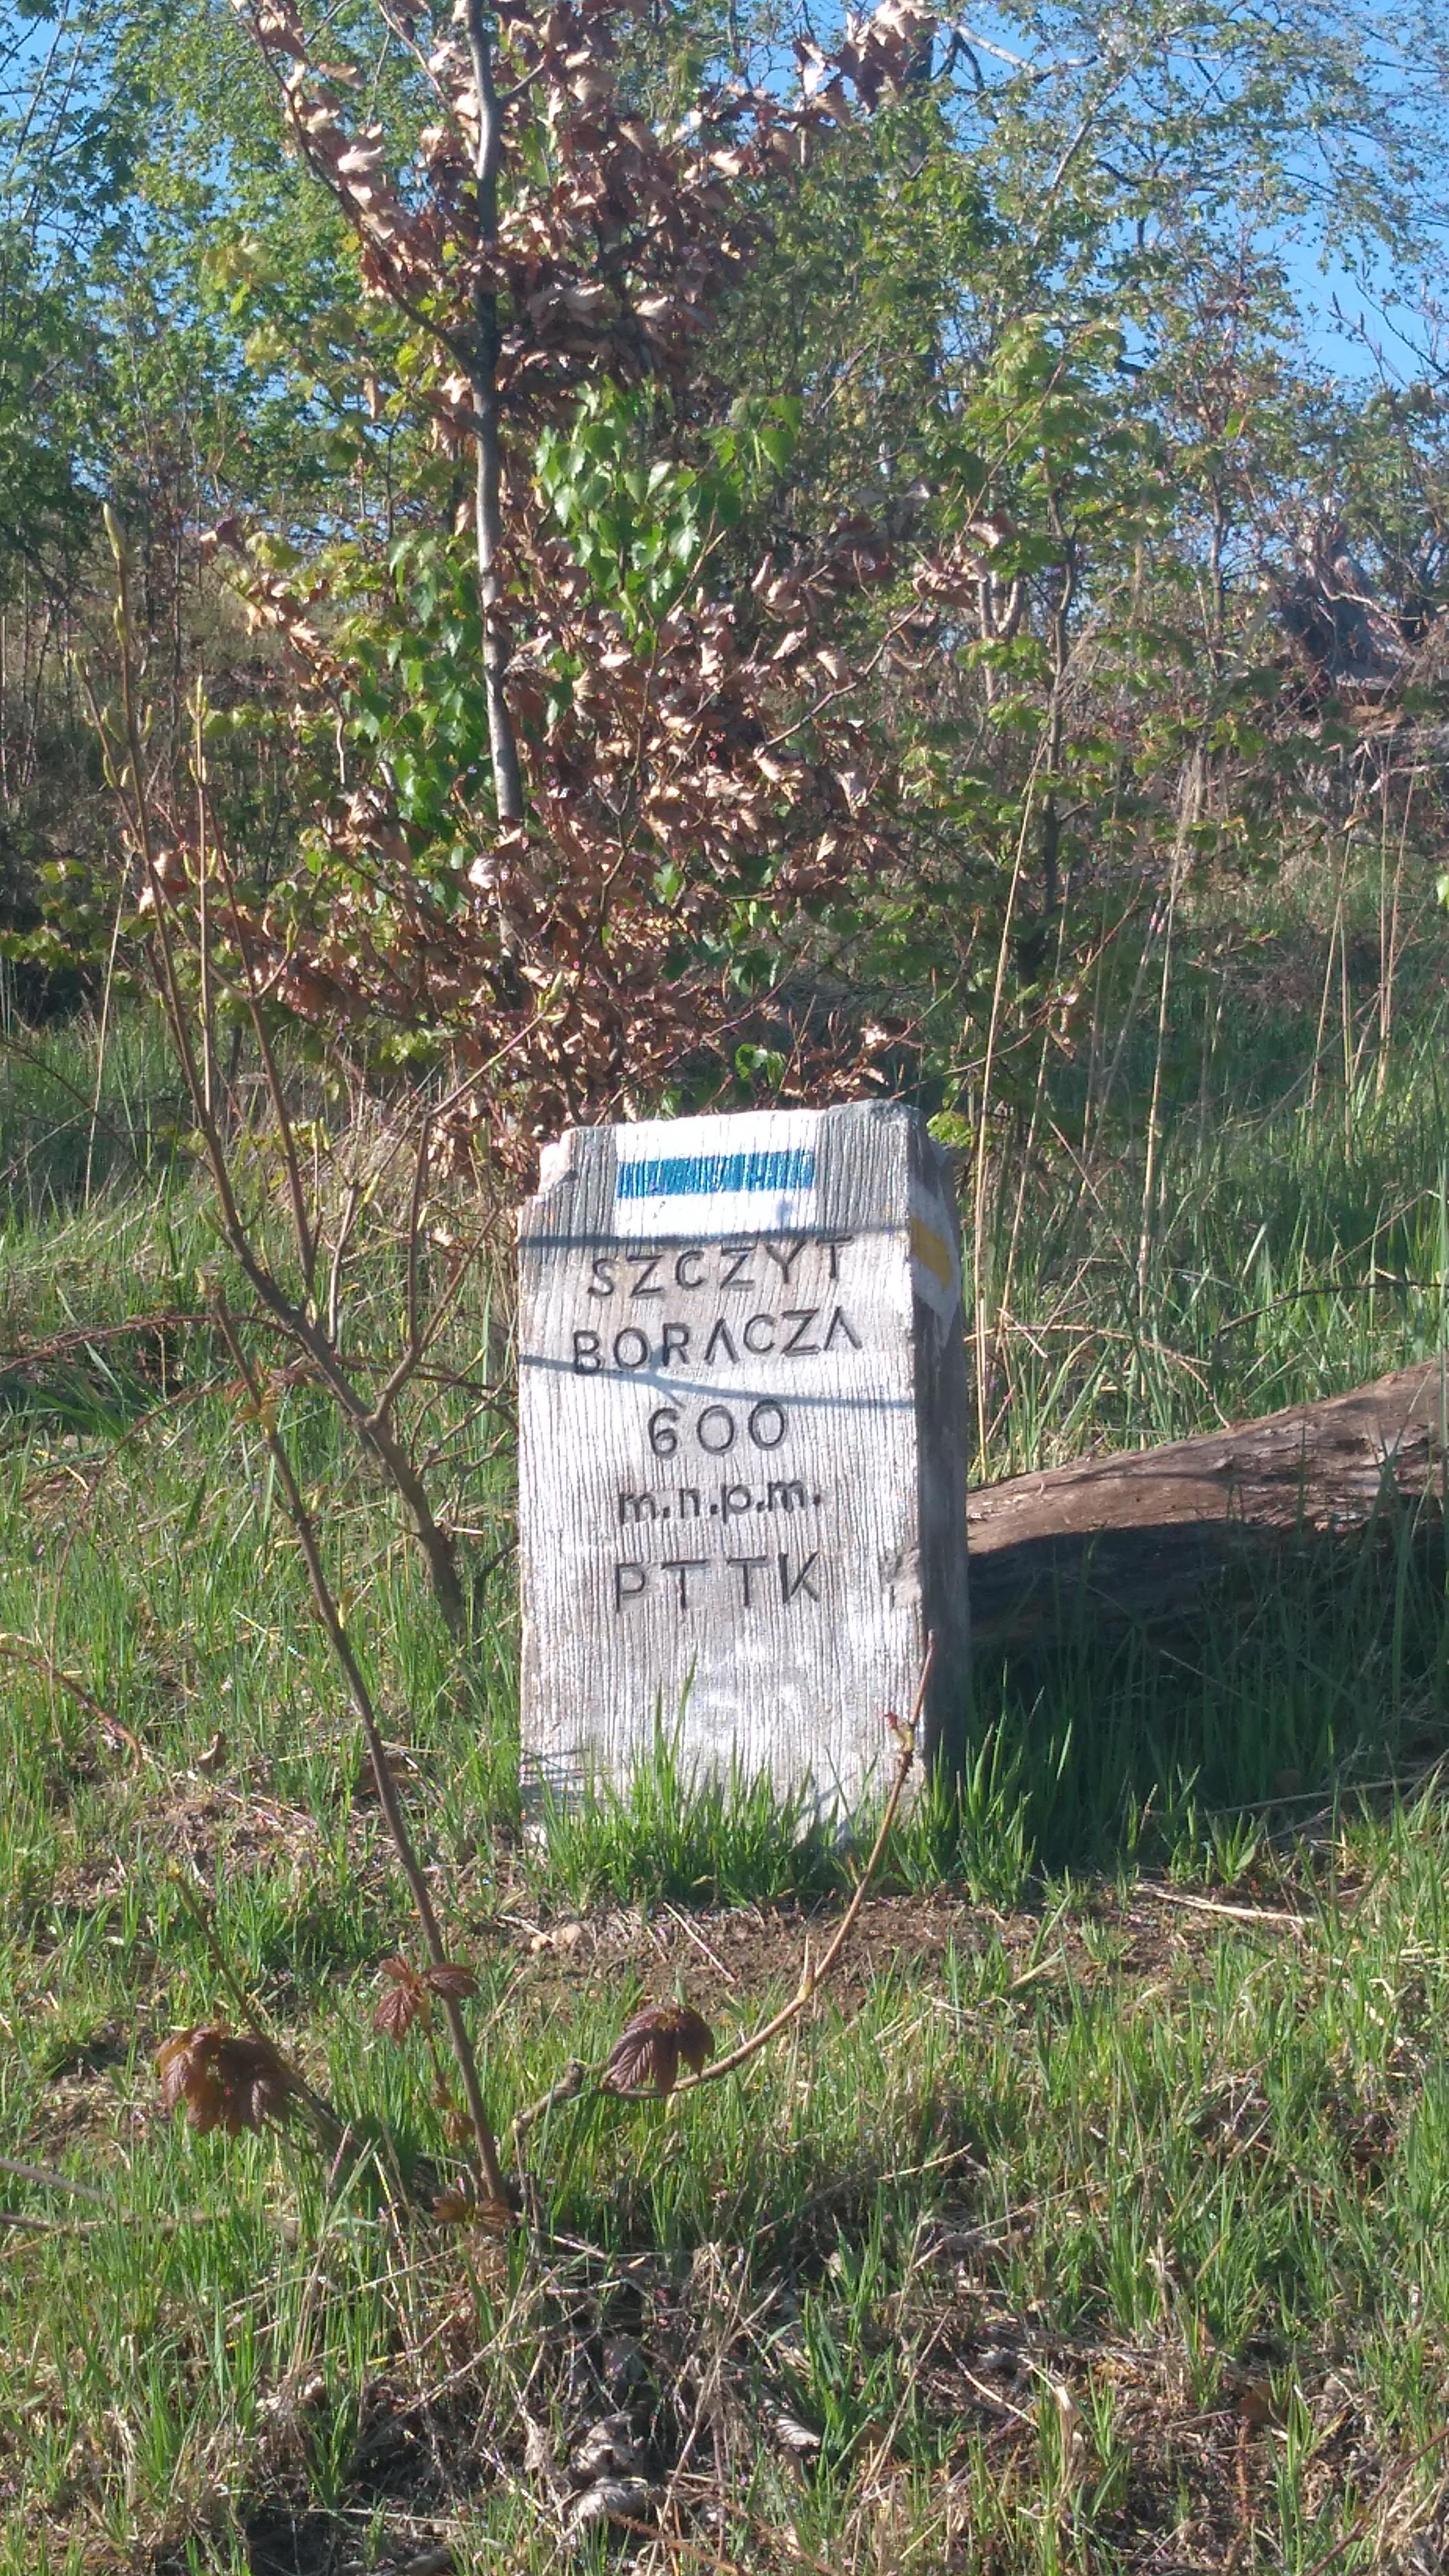 SZCZYT
BORACZA
600
m.n.p.m.
PTTK